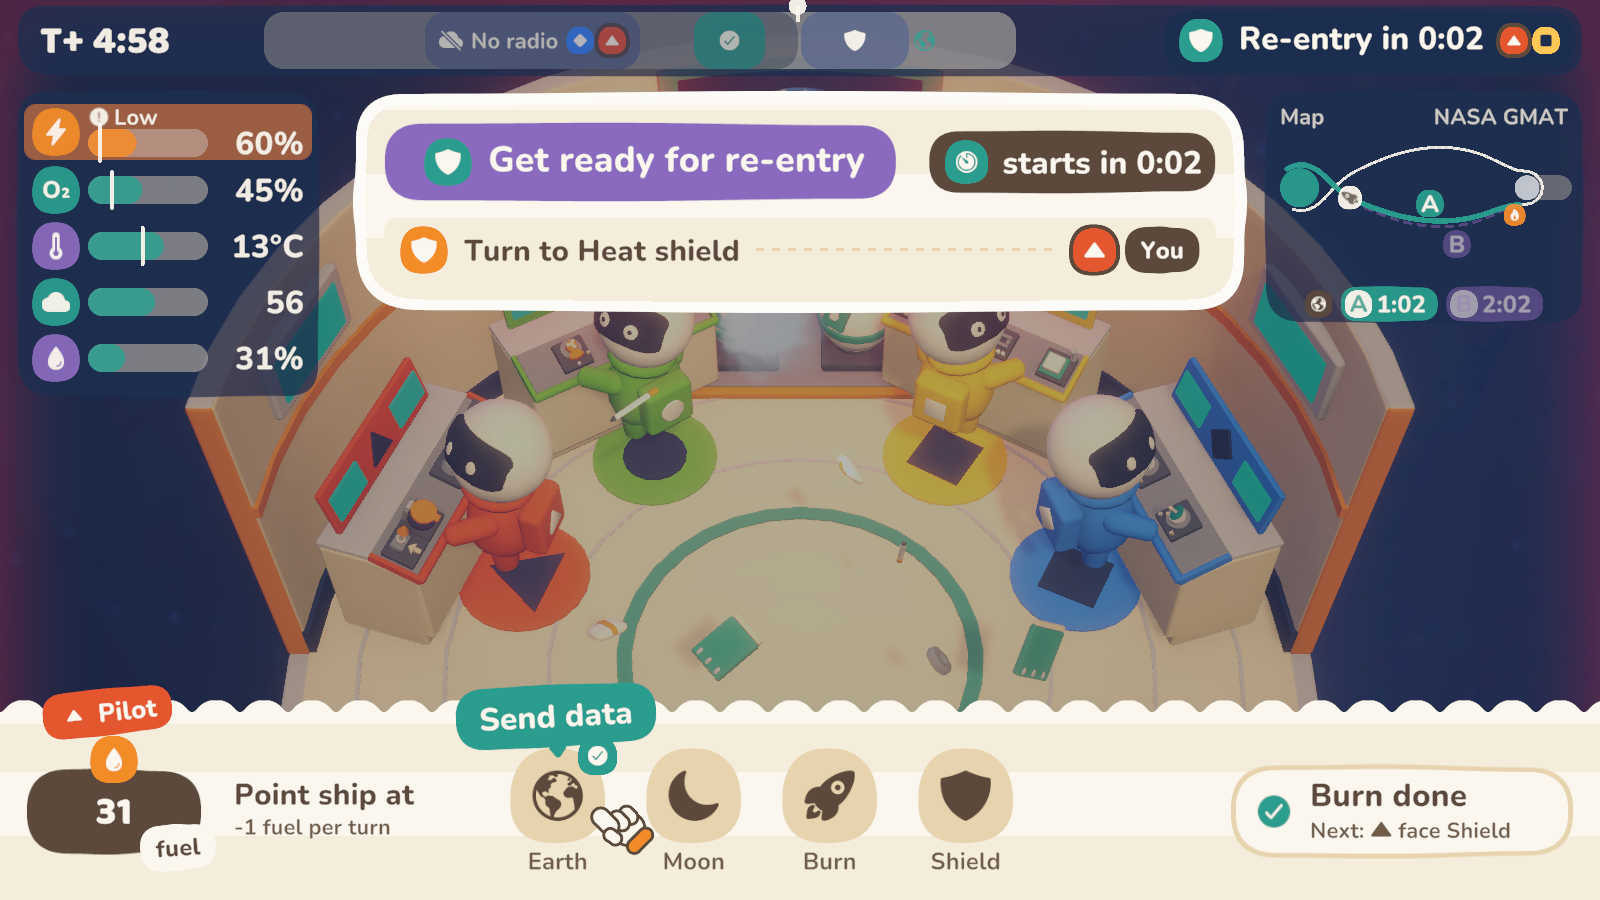 T+ 4:58
No radio
Re-entry in 0:02
Low
60%
O₂
45%
13°C
56
31%
Get ready for re-entry
starts in 0:02
Turn to Heat shield
You
Map
NASA GMAT
A
B
A 1:02
B 2:02
Pilot
31
fuel
Point ship at
-1 fuel per turn
Send data
Earth
Moon
Burn
Shield
Burn done
Next: ▲ face Shield